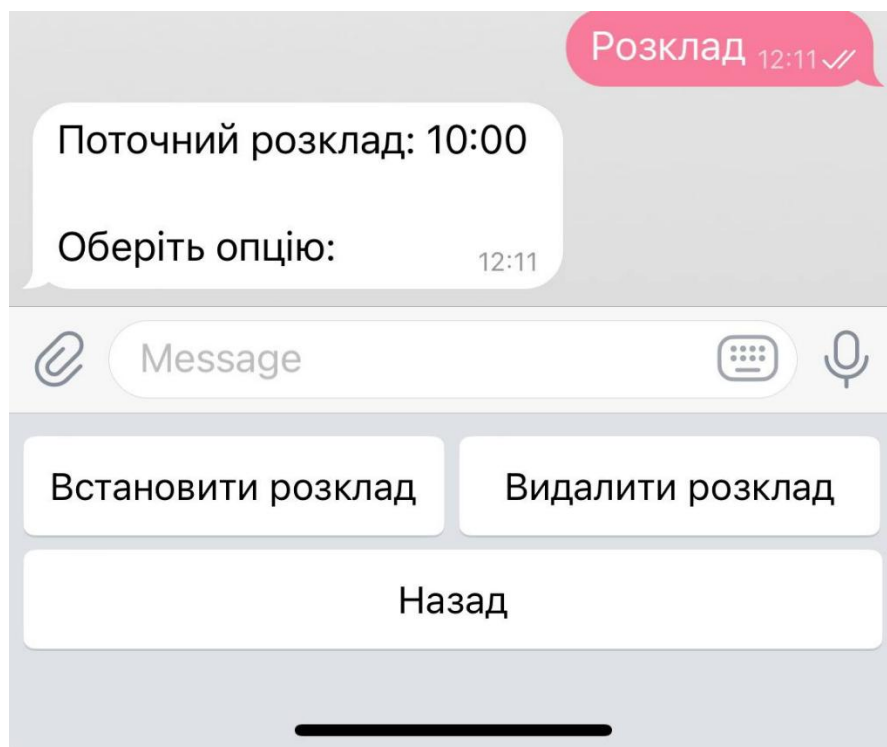 Розклад 12:11
Поточний розклад: 10:00
Оберіть опцію: 12:11
Message
Встановити розклад Видалити розклад
Назад